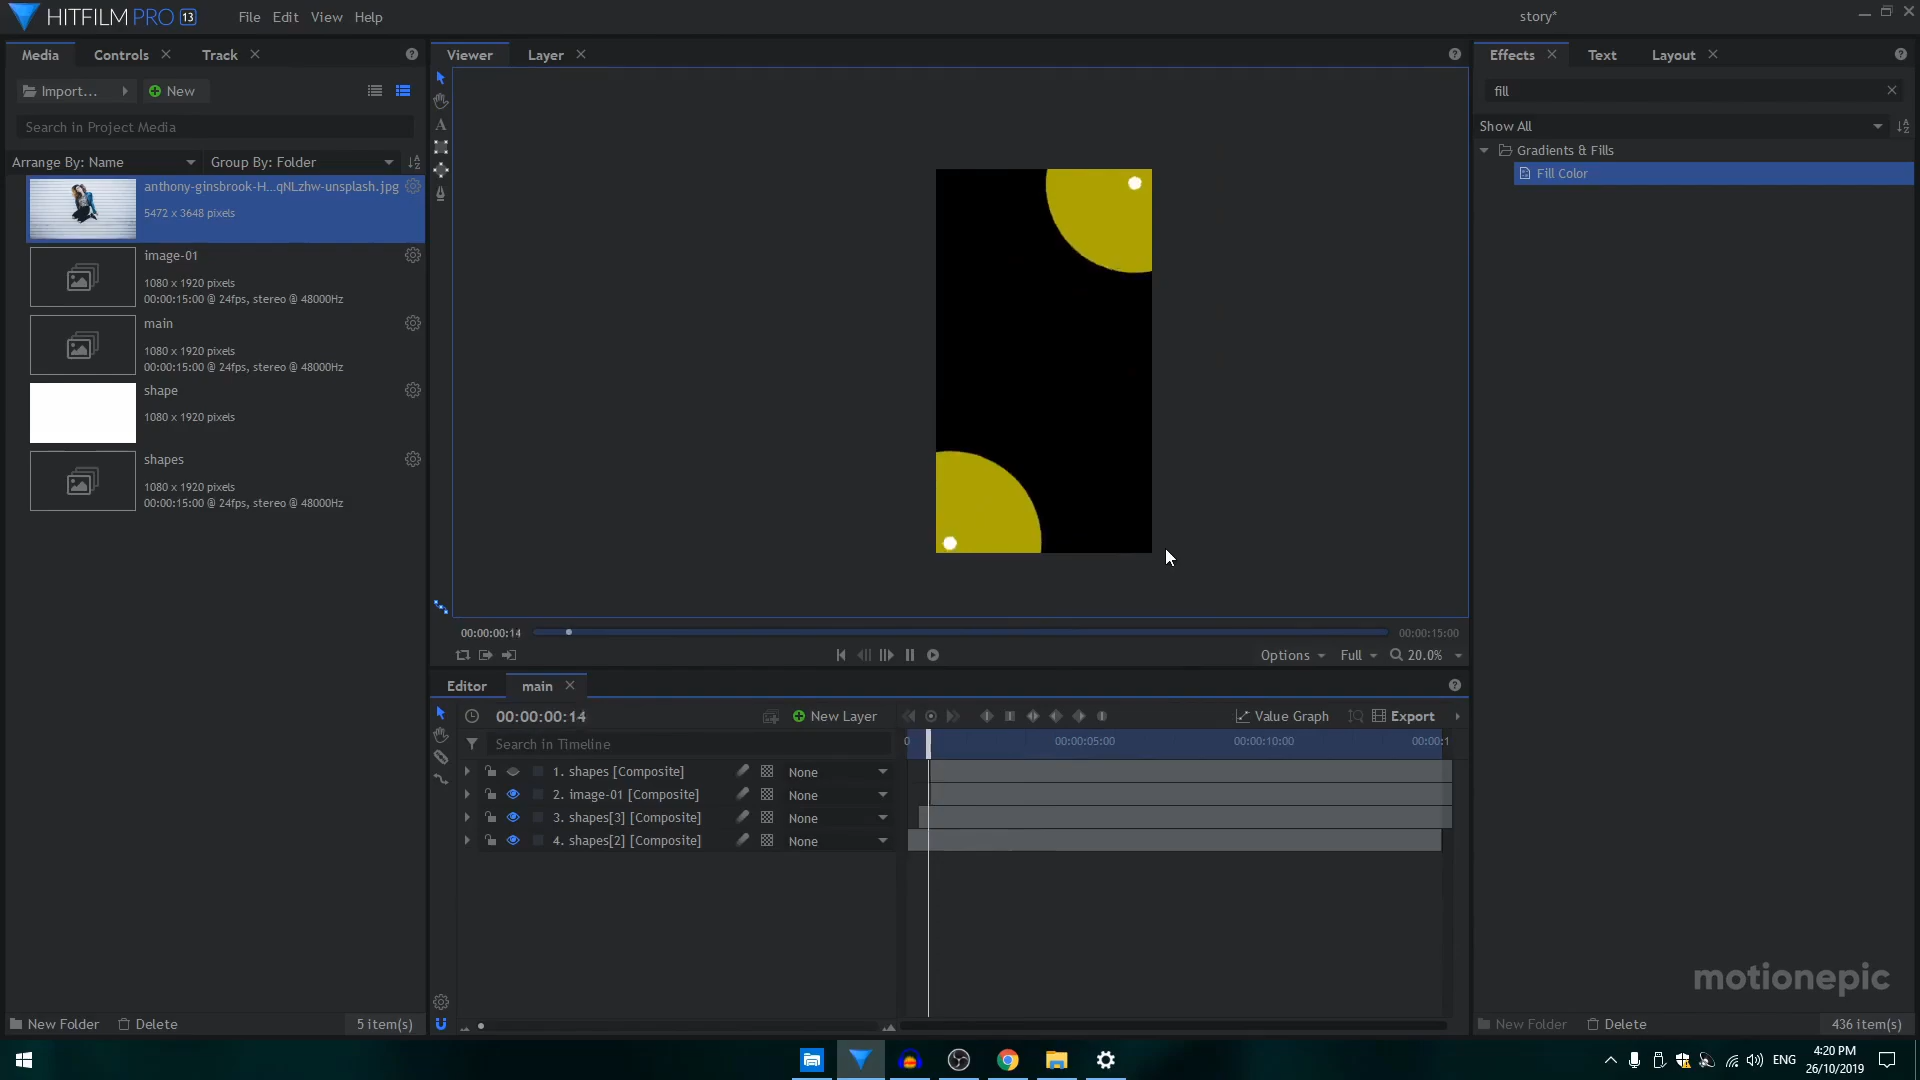 HITFILM PRO 13
File Edit View Help
story*
Media Controls Track
Viewer Layer
Effects Text Layout
Import... New
Search in Project Media
Arrange By: Name Group By: Folder
anthony-ginsbrook-H...qNLzhw-unsplash.jpg
5472 x 3648 pixels
image-01
1080 x 1920 pixels
00:00:15:00 @ 24fps, stereo @ 48000Hz
main
1080 x 1920 pixels
00:00:15:00 @ 24fps, stereo @ 48000Hz
shape
1080 x 1920 pixels
shapes
1080 x 1920 pixels
00:00:15:00 @ 24fps, stereo @ 48000Hz
New Folder Delete 5 item(s)
A
00:00:00:14 00:00:15:00
Options Full 20.0%
Editor main
00:00:00:14 New Layer Value Graph Export
Search in Timeline
0 00:00:05:00 00:00:10:00 00:00:1
1. shapes [Composite] None
2. image-01 [Composite] None
3. shapes[3] [Composite] None
4. shapes[2] [Composite] None
fill
Show All
Gradients & Fills
Fill Color
motionepic
New Folder Delete 436 item(s)
ENG
4:20 PM
26/10/2019